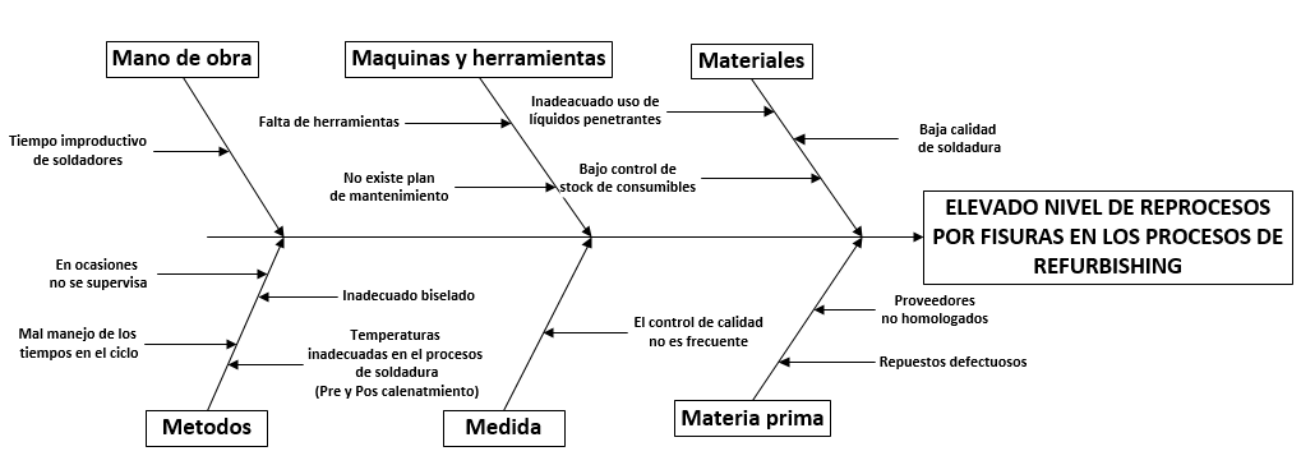 Mano de obra
Maquinas y herramientas
Materiales
Tiempo improductivo
de soldadores
Falta de herramientas
No existe plan
de mantenimiento
Inadeacuado uso de
líquidos penetrantes
Bajo control de
stock de consumibles
Baja calidad
de soldadura
ELEVADO NIVEL DE REPROCESOS
POR FISURAS EN LOS PROCESOS DE
REFURBISHING
En ocasiones
no se supervisa
Inadecuado biselado
Mal manejo de los
tiempos en el ciclo
Temperaturas
inadecuadas en el procesos
de soldadura
(Pre y Pos calenatmiento)
El control de calidad
no es frecuente
Proveedores
no homologados
Repuestos defectuosos
Metodos
Medida
Materia prima